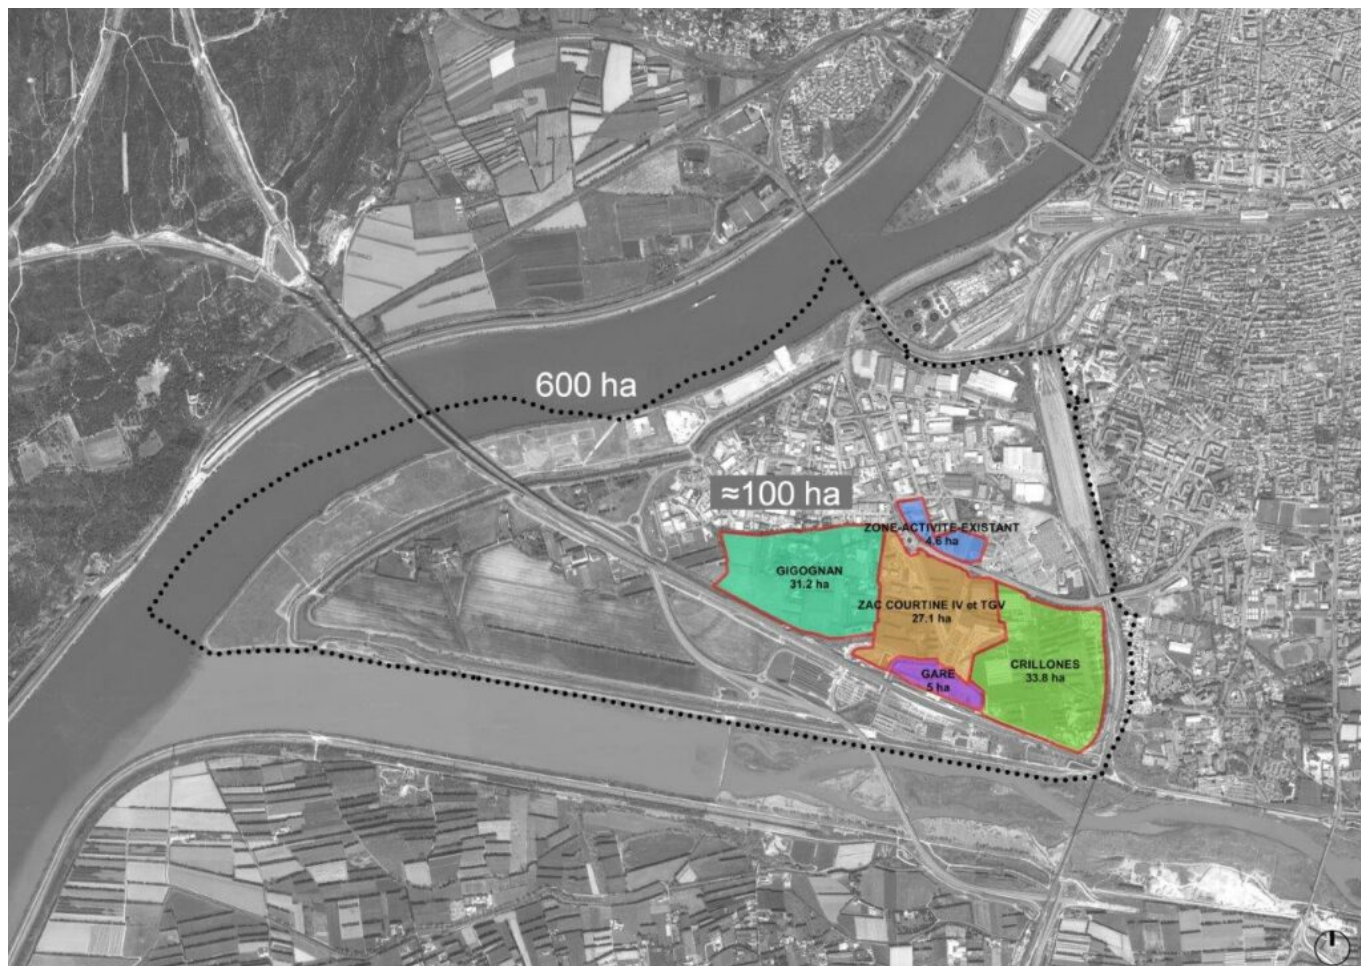 600 ha
≈100 ha
ZONE-ACTIVITE-EXISTANT
4.6 ha
GIGOGNAN
31.2 ha
ZAC COURTINE IV et TGV
27.1 ha
CRILLONES
33.8 ha
GARE
5 ha